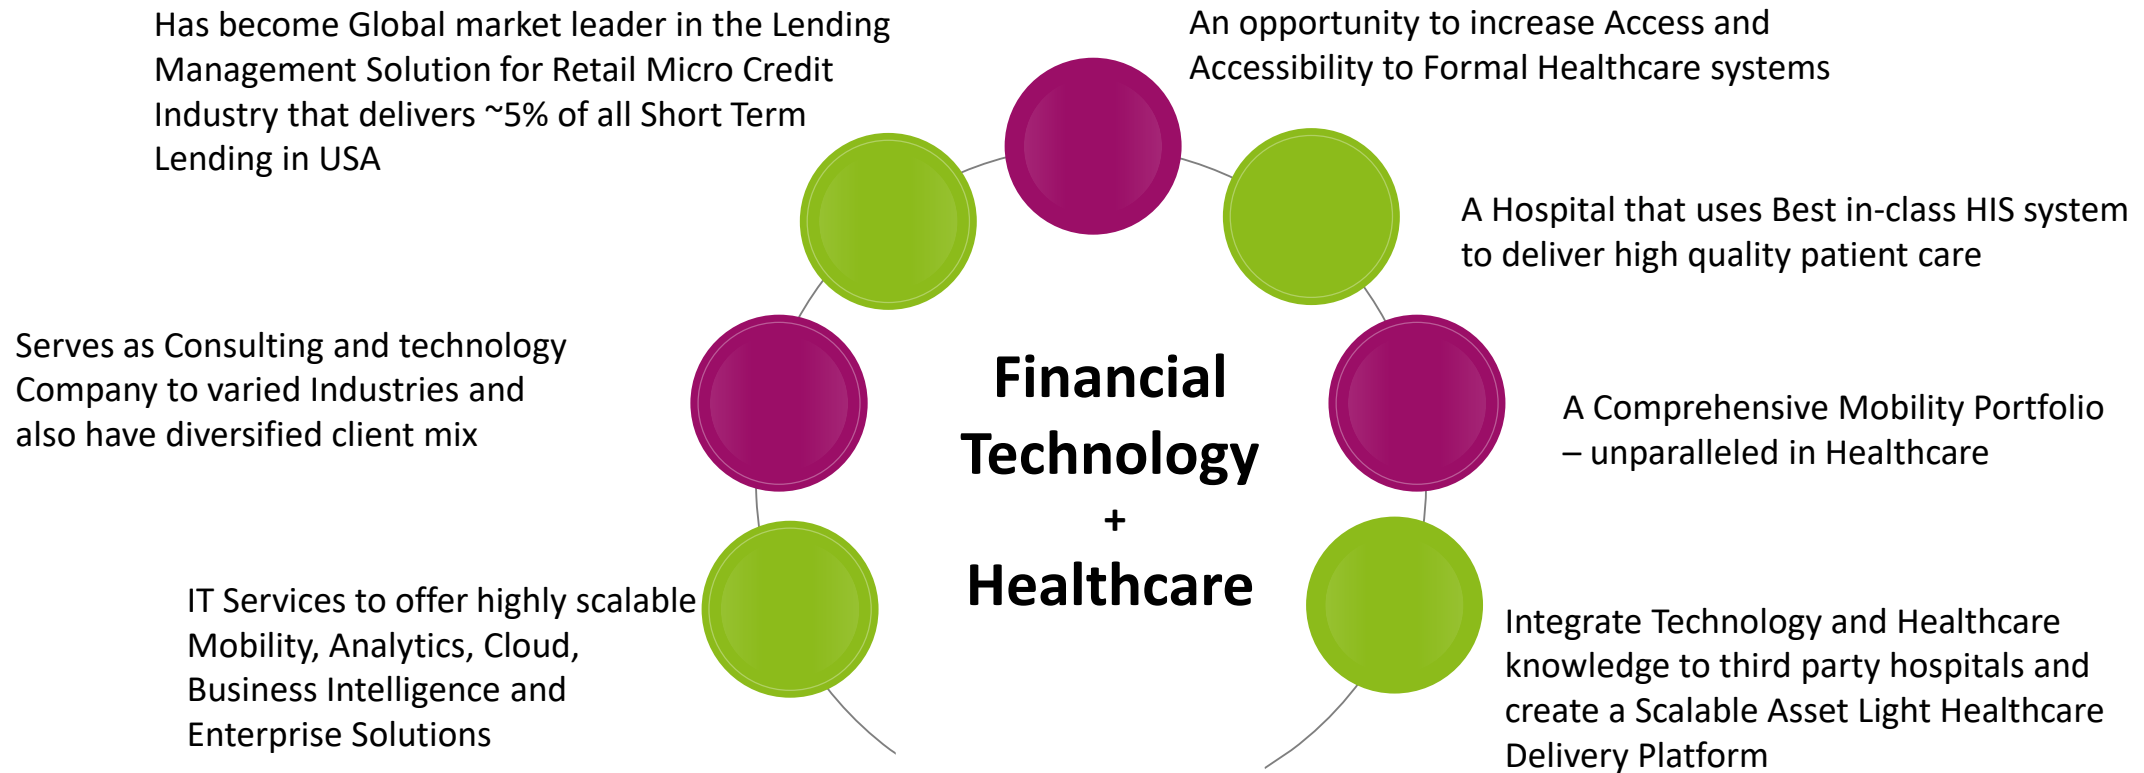 Has become Global market leader in the Lending
Management Solution for Retail Micro Credit
Industry that delivers ~5% of all Short Term
Lending in USA
An opportunity to increase Access and
Accessibility to Formal Healthcare systems
A Hospital that uses Best in-class HIS system
to deliver high quality patient care
Serves as Consulting and technology
Company to varied Industries and
also have diversified client mix
Financial
Technology
+
Healthcare
A Comprehensive Mobility Portfolio
– unparalleled in Healthcare
IT Services to offer highly scalable
Mobility, Analytics, Cloud,
Business Intelligence and
Enterprise Solutions
Integrate Technology and Healthcare
knowledge to third party hospitals and
create a Scalable Asset Light Healthcare
Delivery Platform